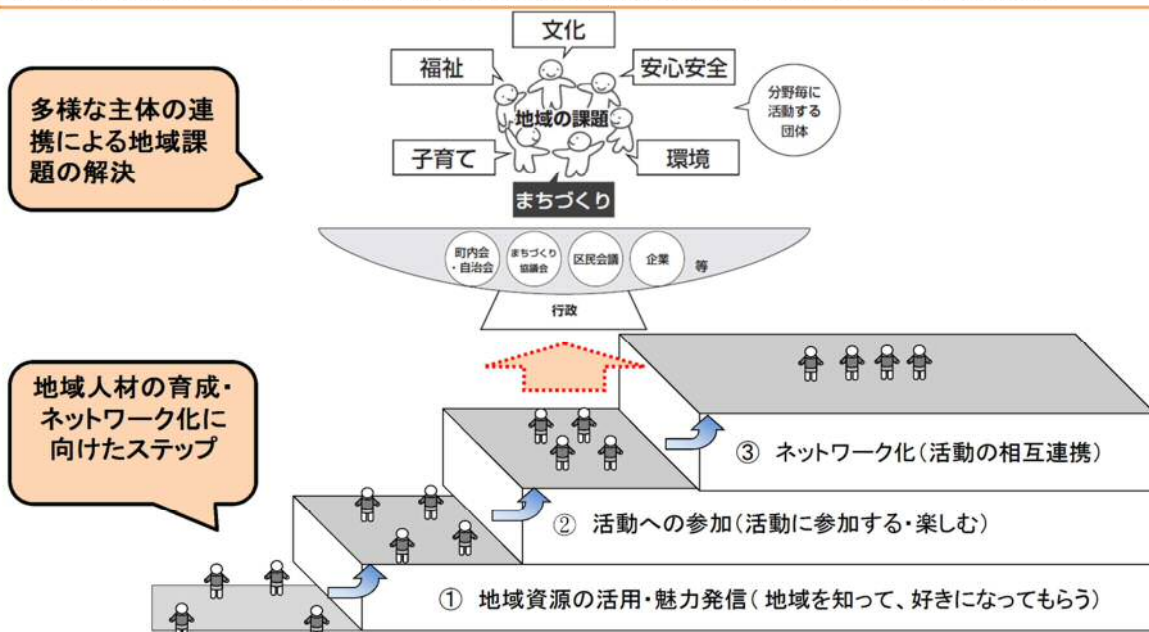 文化
福祉
安心安全
地域の課題
子育て
環境
まちづくり
分野毎に
活動する
団体
多様な主体の連
携による地域課
題の解決
町内会
・自治会
まちづくり
協議会
区民会議
企業
等
行政
地域人材の育成・
ネットワーク化に
向けたステップ
③ ネットワーク化(活動の相互連携)
② 活動への参加(活動に参加する・楽しむ)
① 地域資源の活用・魅力発信( 地域を知って、好きになってもらう)